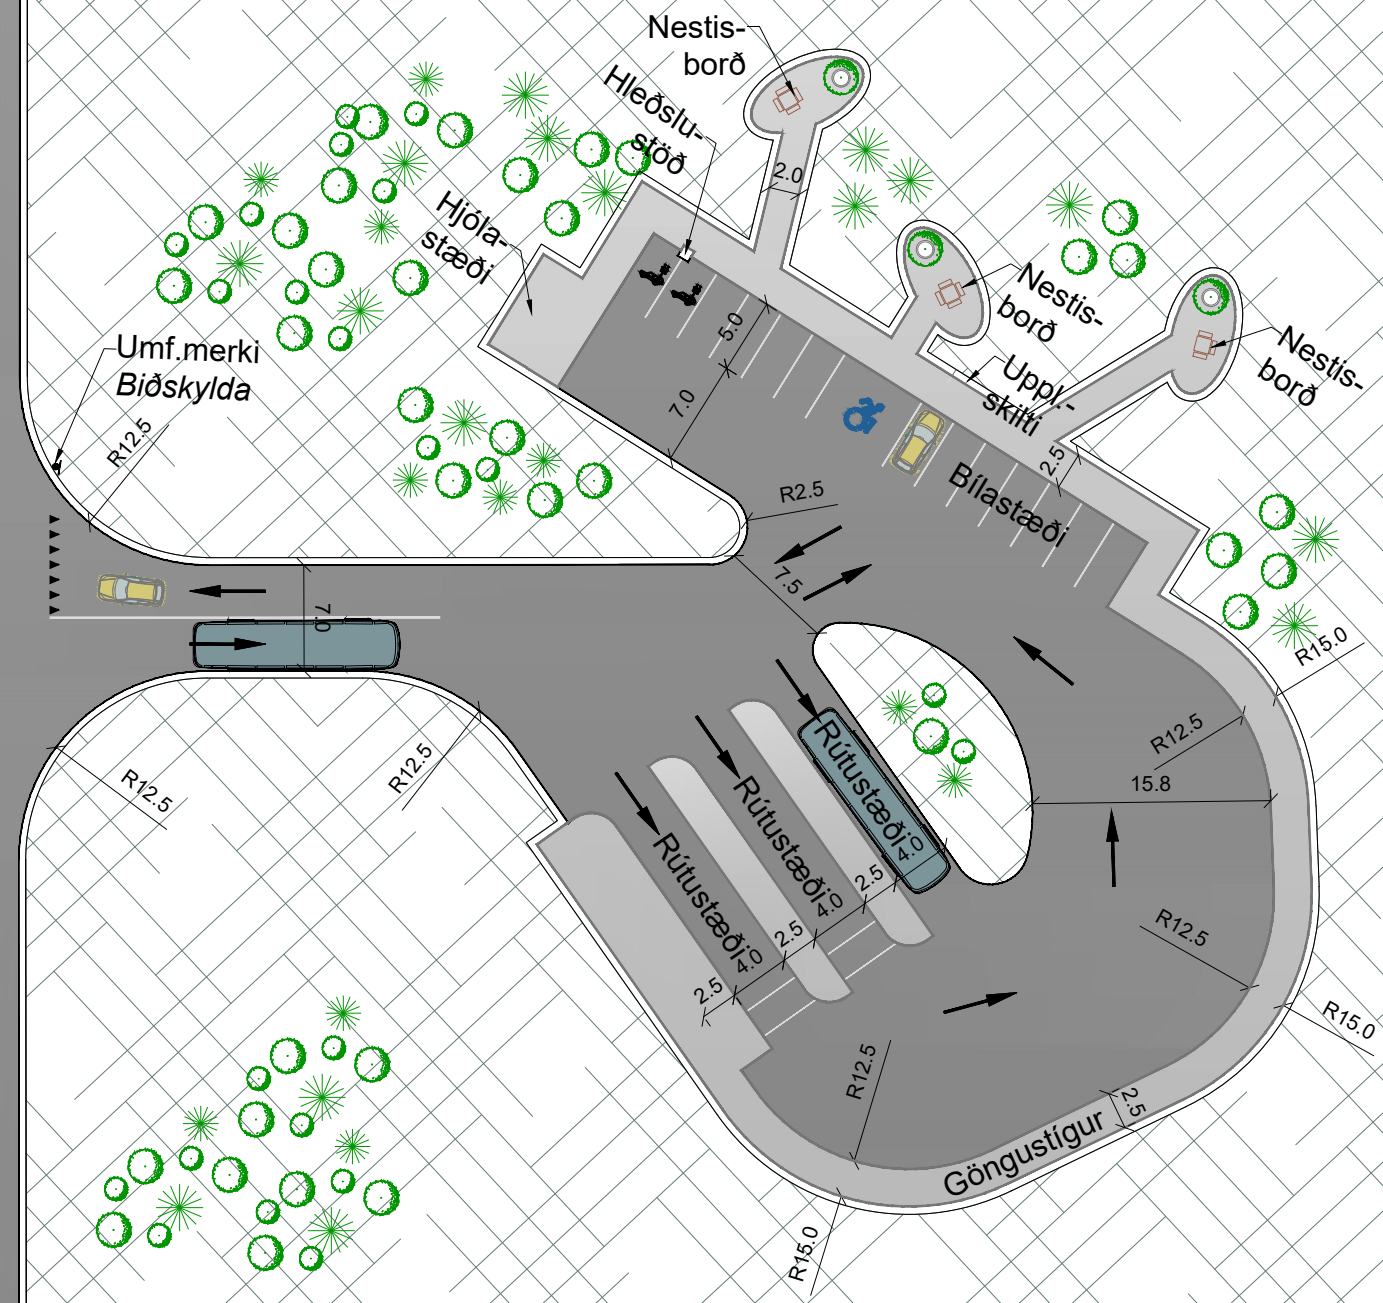 Nestis-
borð
Hleðslu-
stöð
2.0
Hjóla-
stæði
Nestis-
borð
5.0
Nestis-
borð
Umf.merki
Biðskylda
Uppl.-
skilti
7.0
R12.5
2.5
R2.5
Bílastæði
7.5
7.0
R15.0
R12.5
R12.5
R12.5
15.8
Rútustæði
4.0
Rútustæði
2.5
4.0
Rútustæði
2.5
4.0
2.5
R12.5
R15.0
R12.5
2.5
Göngustígur
R15.0